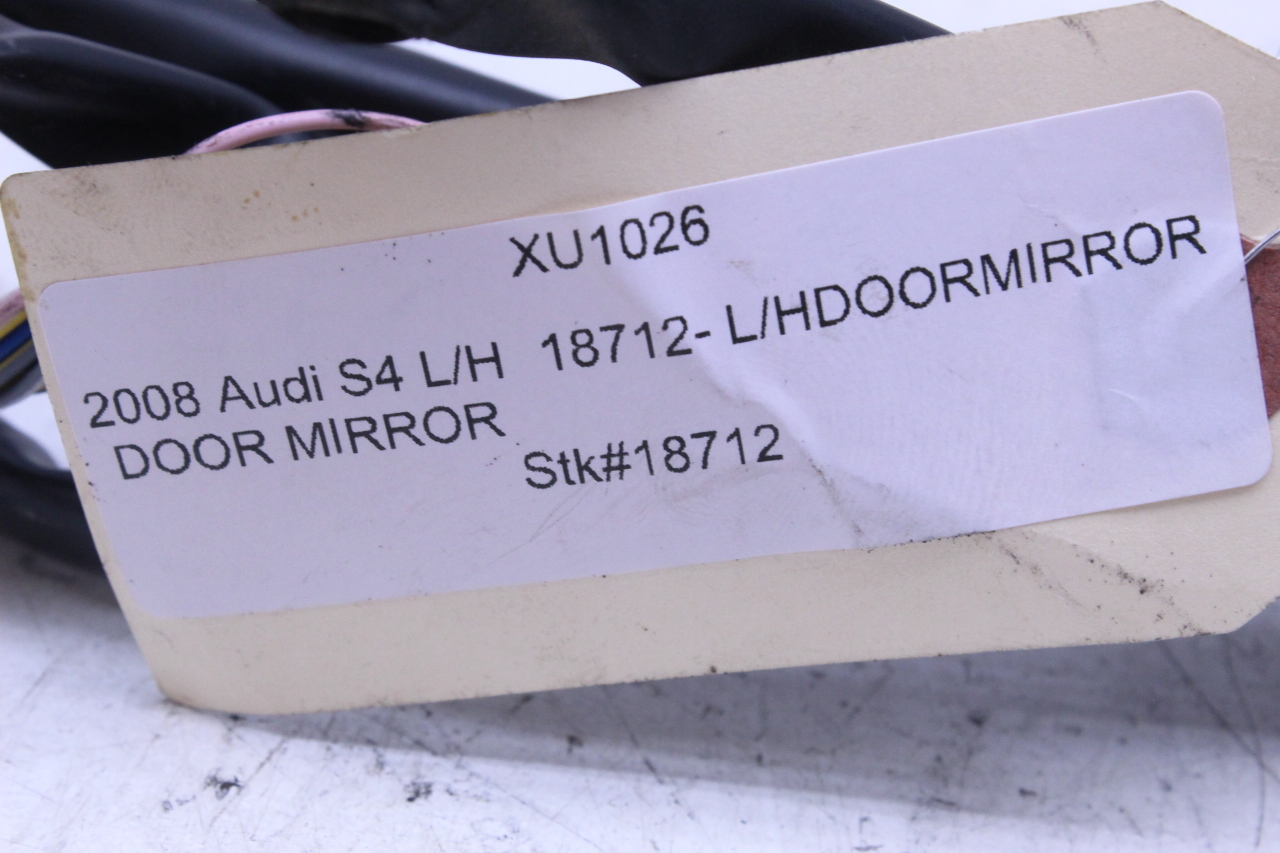 XU1026
2008 Audi S4 L/H 18712- L/HDOORMIRROR
DOOR MIRROR
Stk#18712